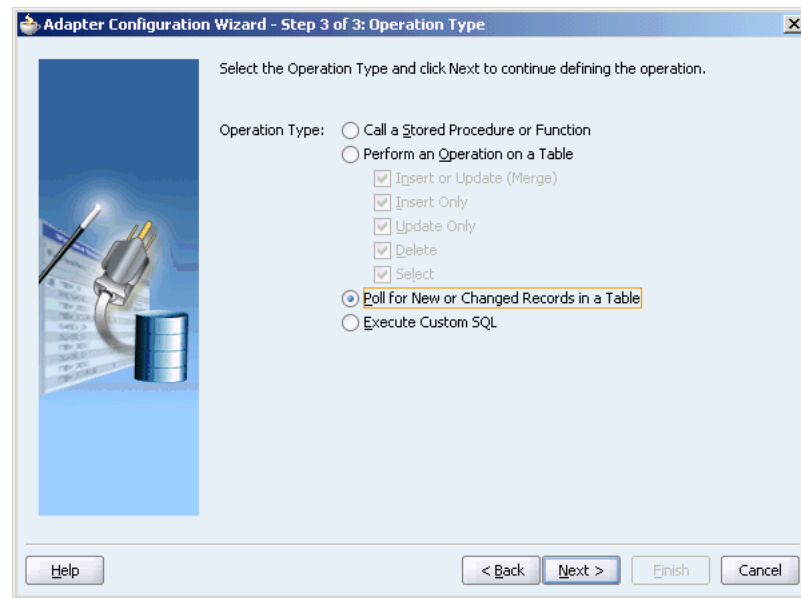 Adapter Configuration Wizard - Step 3 of 3: Operation Type
Select the Operation Type and click Next to continue defining the operation.
Operation Type: Call a Stored Procedure or Function
Perform an Operation on a Table
Insert or Update (Merge)
Insert Only
Update Only
Delete
Select
Poll for New or Changed Records in a Table
Execute Custom SQL
Help < Back Next > Finish Cancel